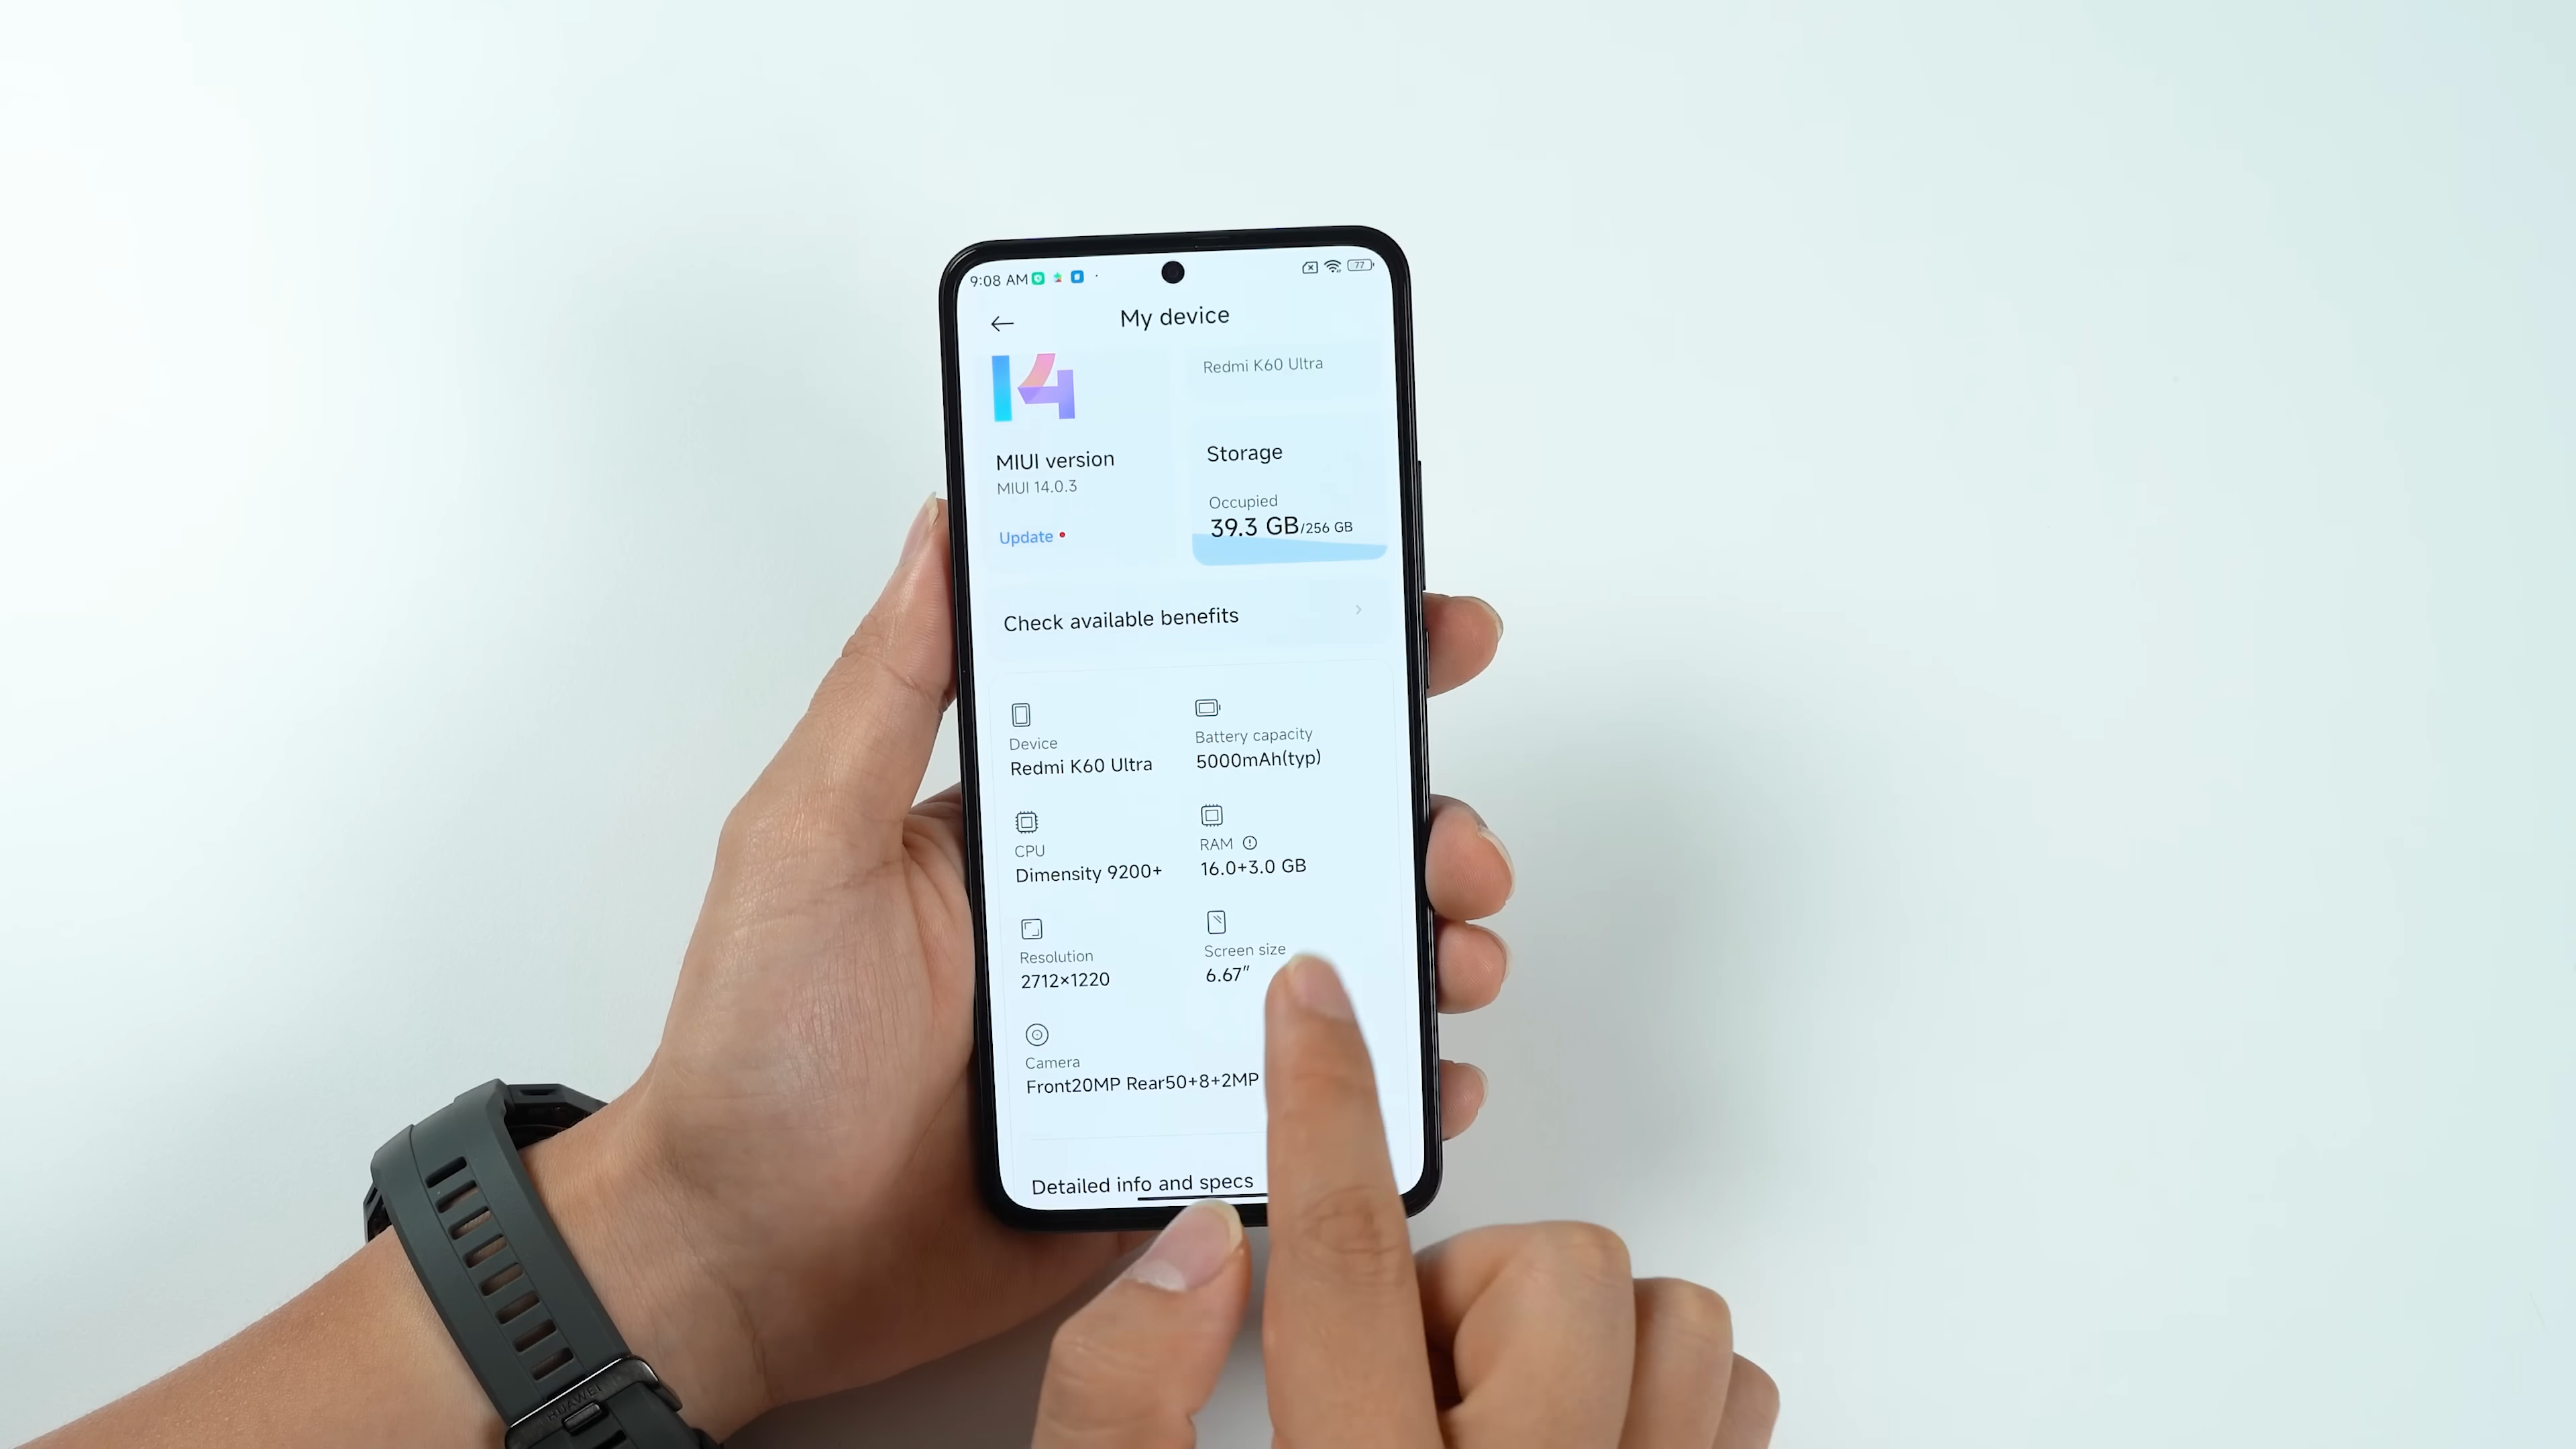 9:08 AM
77
My device
14
Redmi K60 Ultra
MIUI version
MIUI 14.0.3
Update
Storage
Occupied
39.3 GB/256 GB
Check available benefits
Device
Redmi K60 Ultra
Battery capacity
5000mAh(typ)
CPU
Dimensity 9200+
RAM
16.0+3.0 GB
Resolution
2712×1220
Screen size
6.67"
Camera
Front20MP Rear50+8+2MP
Detailed info and specs
HUAWEI